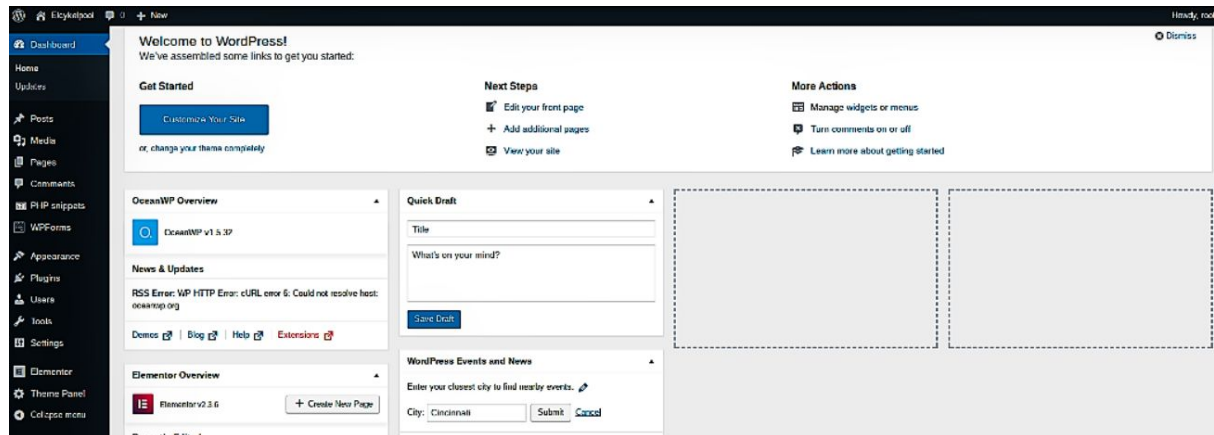 Elcykelpool 0 + New Howdy, roo
Dashboard
Home
Updates
Posts
Media
Pages
Comments
PHP snippets
WPForms
Appearance
Plugins
Users
Tools
Settings
Elementor
Theme Panel
Collapse menu
Welcome to WordPress!
Dismiss
We've assembled some links to get you started:
Get Started
Customize Your Site
or, change your theme completely
Next Steps
Edit your front page
Add additional pages
View your site
More Actions
Manage widgets or menus
Turn comments on or off
Learn more about getting started
OceanWP Overview
O. OceanWP v1.5.32
News & Updates
RSS Error: WP HTTP Error: cURL error 6: Could not resolve host:
oceanwp.org
Demos | Blog | Help | Extensions
Elementor Overview
Elementor v2.3.6 + Create New Page
Quick Draft
Title
What's on your mind?
Save Draft
WordPress Events and News
Enter your closest city to find nearby events.
City: Cincinnati Submit Cancel